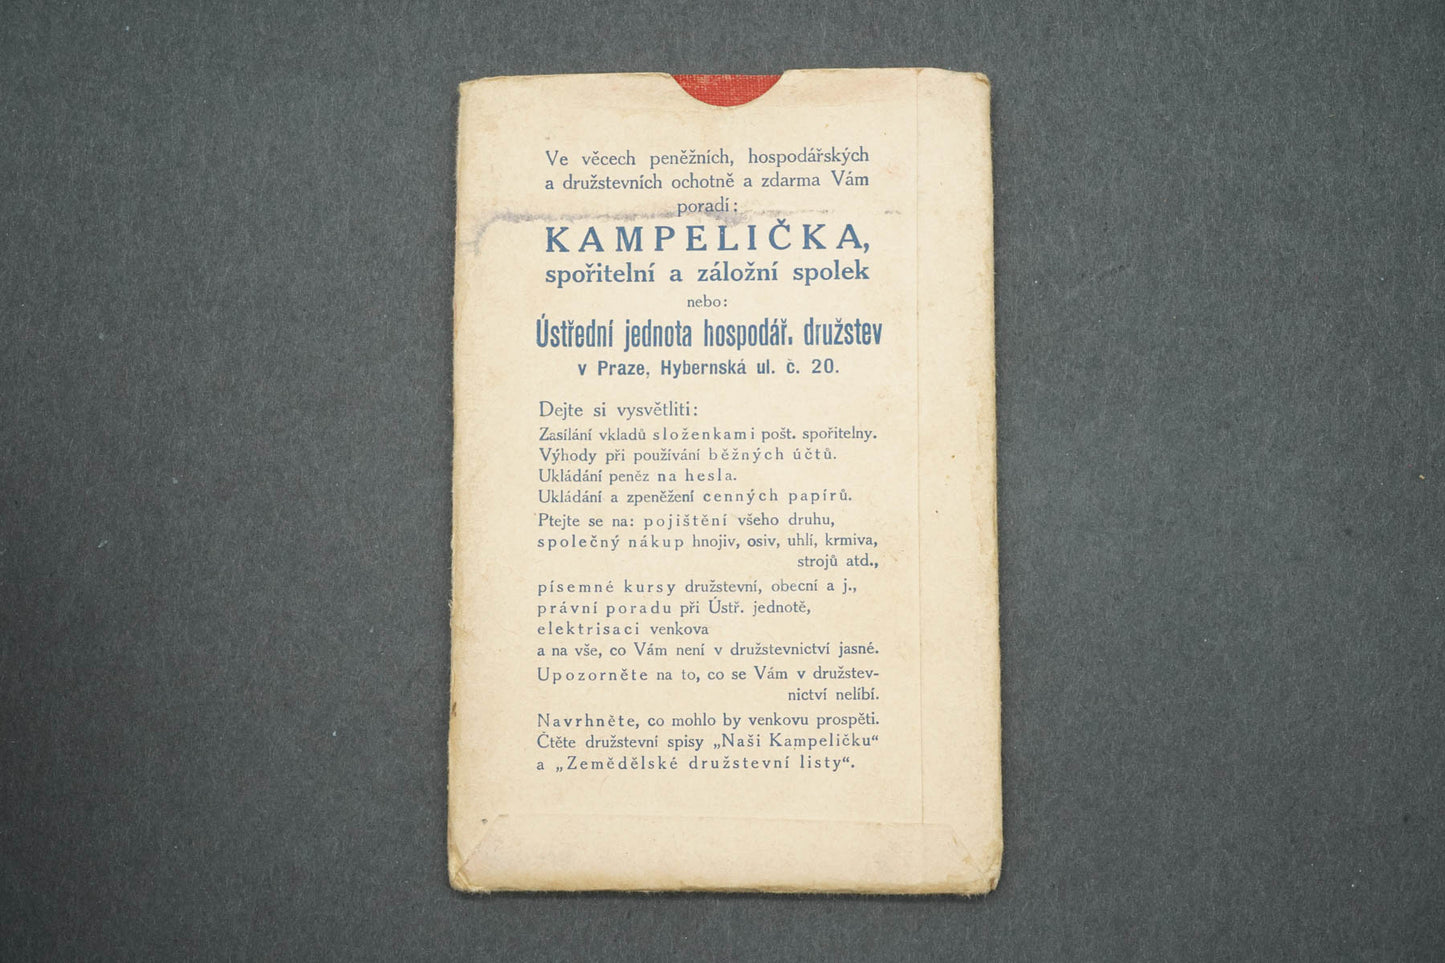 Ve věcech peněžních, hospodářských
a družstevních ochotně a zdarma Vám
poradí:
KAMPELIČKA,
spořitelní a záložní spolek
nebo:
Ústřední jednota hospodář. družstev
v Praze, Hybernská ul. č. 20.
Dejte si vysvětliti:
Zasílání vkladů složenkami pošt. spořitelny.
Výhody při používání běžných účtů.
Ukládání peněz na hesla.
Ukládání a zpeněžení cenných papírů.
Ptejte se na: pojištění všeho druhu,
společný nákup hnojiv, osiv, uhlí, krmiva,
strojů atd.,
písemné kursy družstevní, obecní a j.,
právní poradu při Ústř. jednotě,
elektrisaci venkova
a na vše, co Vám není v družstevnictví jasné.
Upozorněte na to, co se Vám v družstev-
nictví nelíbí.
Navrhněte, co mohlo by venkovu prospěti.
Čtěte družstevní spisy „Naši Kampeličku“
a „Zemědělské družstevní listy“.